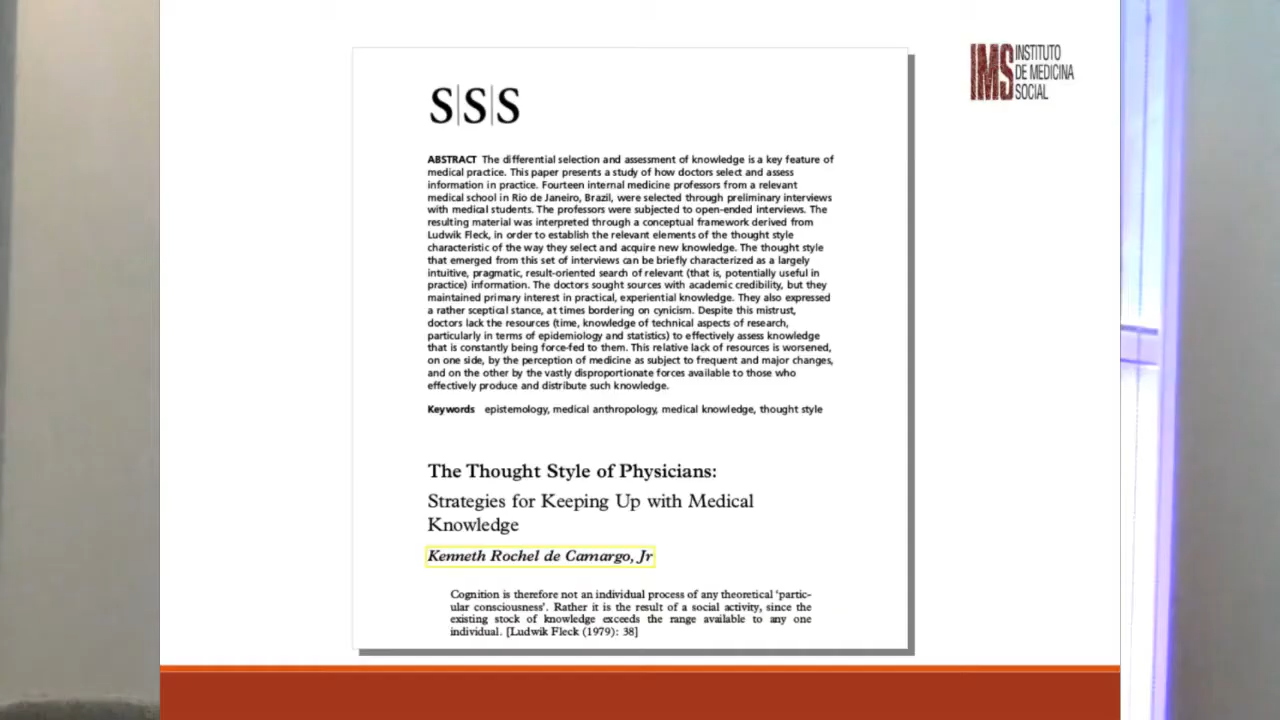 IMS INSTITUTO
DE MEDICINA
SOCIAL
S|S|S
ABSTRACT The differential selection and assessment of knowledge is a key feature of
medical practice. This paper presents a study of how doctors select and assess
information in practice. Fourteen internal medicine professors from a relevant
medical school in Rio de Janeiro, Brazil, were selected through preliminary interviews
with medical students. The professors were subjected to open-ended interviews. The
resulting material was interpreted through a conceptual framework derived from
Ludwik Fleck, in order to establish the relevant elements of the thought style
characteristic of the way they select and acquire new knowledge. The thought style
that emerged from this set of interviews can be briefly characterized as a largely
intuitive, pragmatic, result-oriented search of relevant (that is, potentially useful in
practice) information. The doctors sought sources with academic credibility, but they
maintained primary interest in practical, experiential knowledge. They also expressed
a rather sceptical stance, at times bordering on cynicism. Despite this mistrust,
doctors lack the resources (time, knowledge of technical aspects of research,
particularly in terms of epidemiology and statistics) to effectively assess knowledge
that is constantly being force-fed to them. This relative lack of resources is worsened,
on one side, by the perception of medicine as subject to frequent and major changes,
and on the other by the vastly disproportionate forces available to those who
effectively produce and distribute such knowledge.
Keywords epistemology, medical anthropology, medical knowledge, thought style
The Thought Style of Physicians:
Strategies for Keeping Up with Medical
Knowledge
Kenneth Rochel de Camargo, Jr
Cognition is therefore not an individual process of any theoretical ‘partic-
ular consciousness’. Rather it is the result of a social activity, since the
existing stock of knowledge exceeds the range available to any one
individual. [Ludwik Fleck (1979): 38]